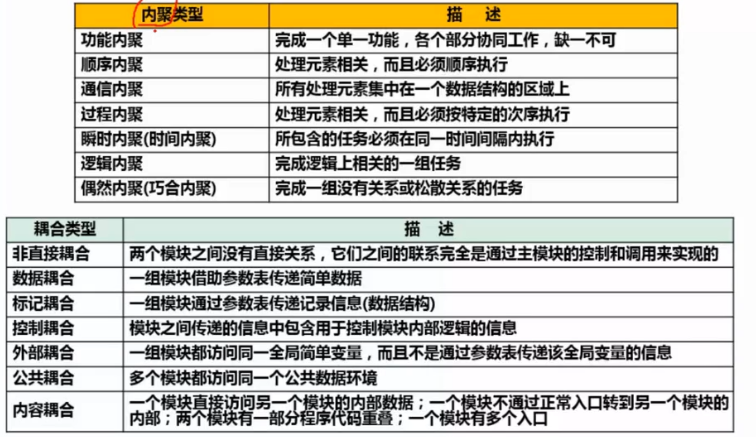 内聚类型 描 述
功能内聚 完成一个单一功能，各个部分协同工作，缺一不可
顺序内聚 处理元素相关，而且必须顺序执行
通信内聚 所有处理元素集中在一个数据结构的区域上
过程内聚 处理元素相关，而且必须按特定的次序执行
瞬时内聚(时间内聚) 所包含的任务必须在同一时间间隔内执行
逻辑内聚 完成逻辑上相关的一组任务
偶然内聚(巧合内聚) 完成一组没有关系或松散关系的任务
耦合类型 描 述
非直接耦合 两个模块之间没有直接关系，它们之间的联系完全是通过主模块的控制和调用来实现的
数据耦合 一组模块借助参数表传递简单数据
标记耦合 一组模块通过参数表传递记录信息(数据结构)
控制耦合 模块之间传递的信息中包含用于控制模块内部逻辑的信息
外部耦合 一组模块都访问同一全局简单变量，而且不是通过参数表传递该全局变量的信息
公共耦合 多个模块都访问同一个公共数据环境
内容耦合 一个模块直接访问另一个模块的内部数据；一个模块不通过正常入口转到另一个模块的
内部；两个模块有一部分程序代码重叠；一个模块有多个入口